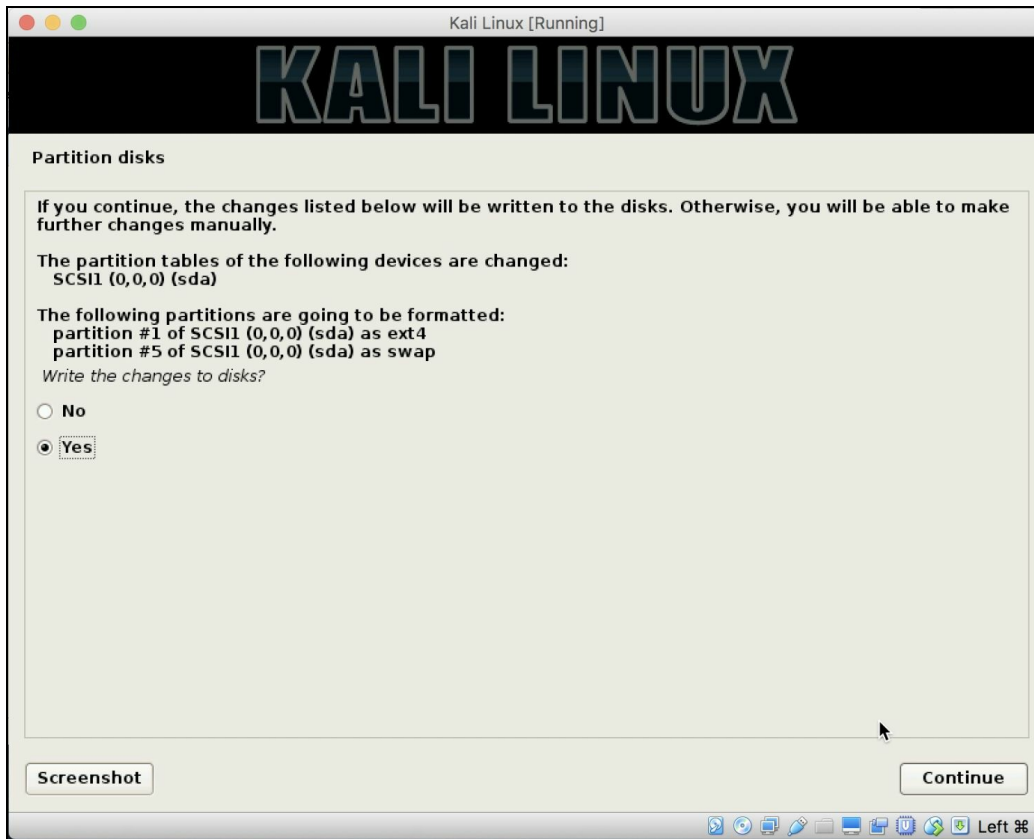 Kali Linux [Running]
KALI LINUX
Partition disks
If you continue, the changes listed below will be written to the disks. Otherwise, you will be able to make
further changes manually.
The partition tables of the following devices are changed:
SCSI1 (0,0,0) (sda)
The following partitions are going to be formatted:
partition #1 of SCSI1 (0,0,0) (sda) as ext4
partition #5 of SCSI1 (0,0,0) (sda) as swap
Write the changes to disks?
No
Yes
Screenshot
Continue
Left ⌘